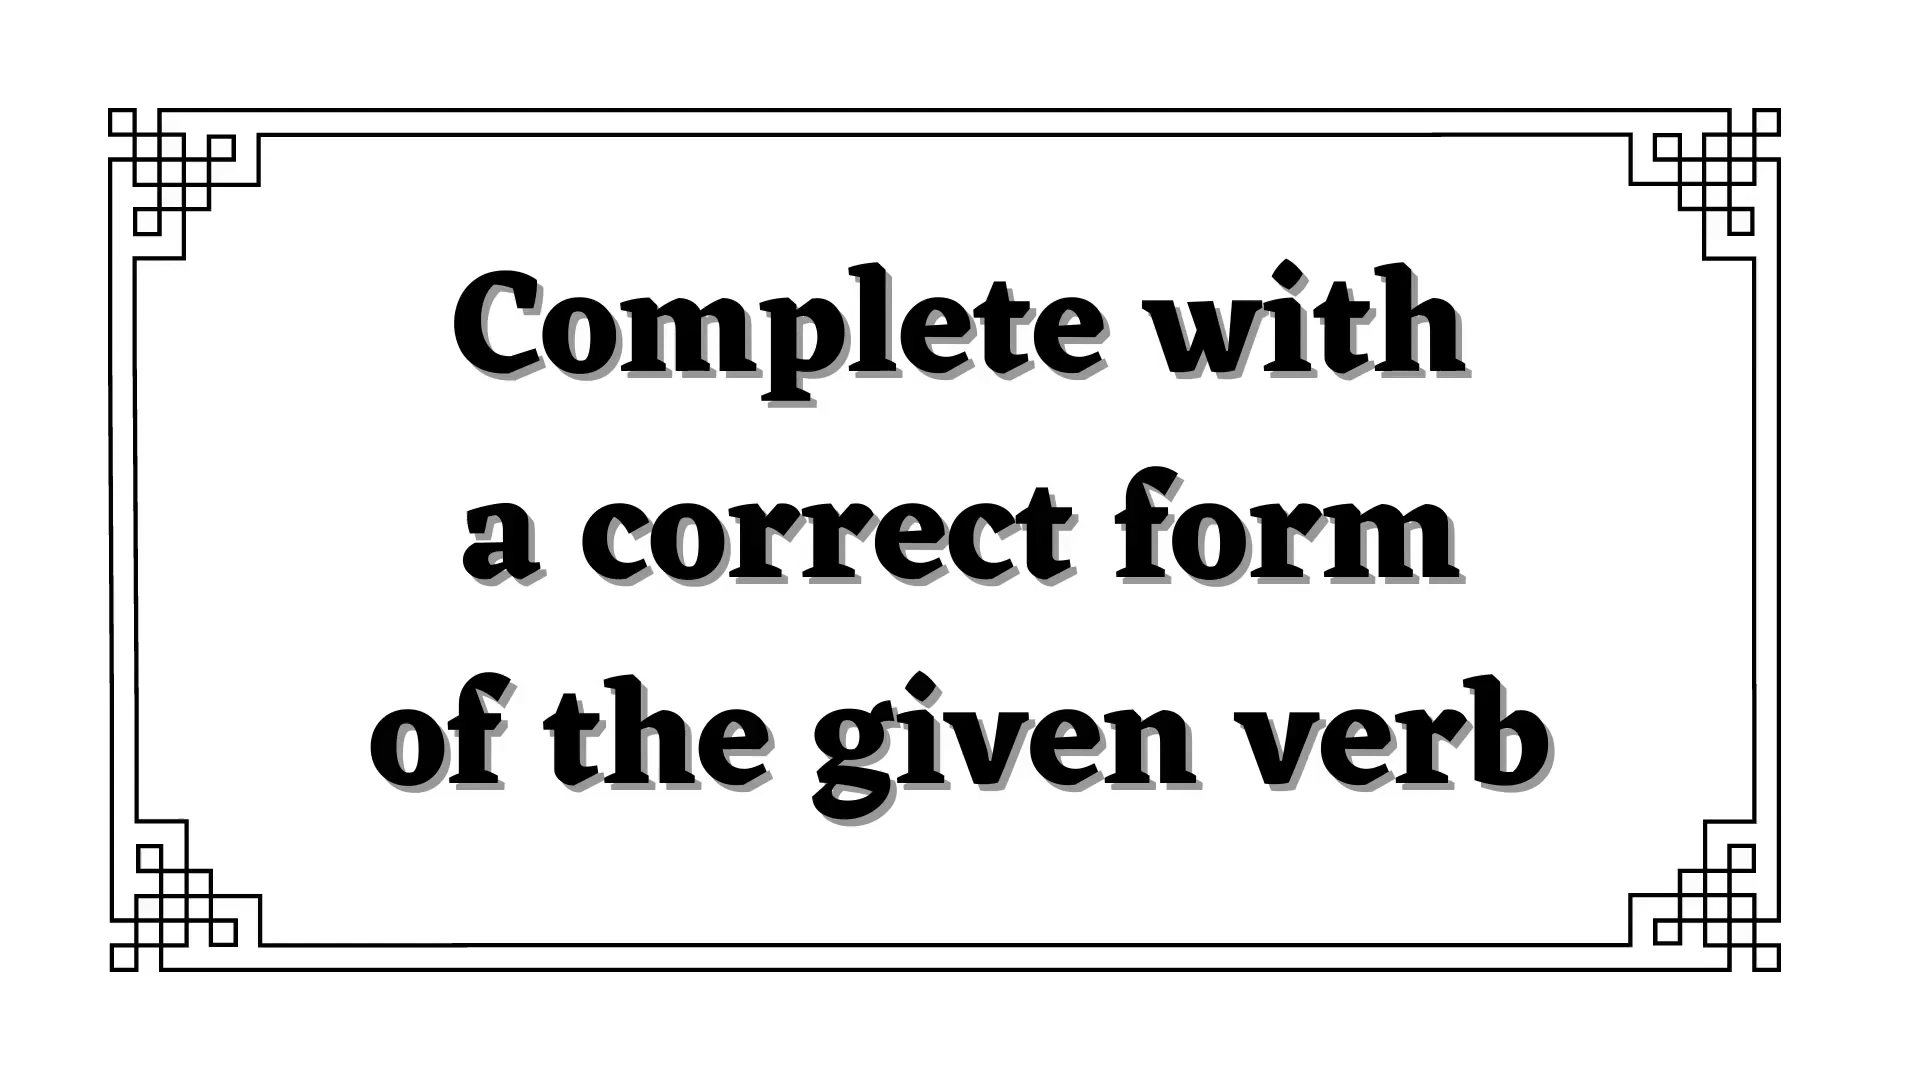 Complete with
a correct form
of the given verb